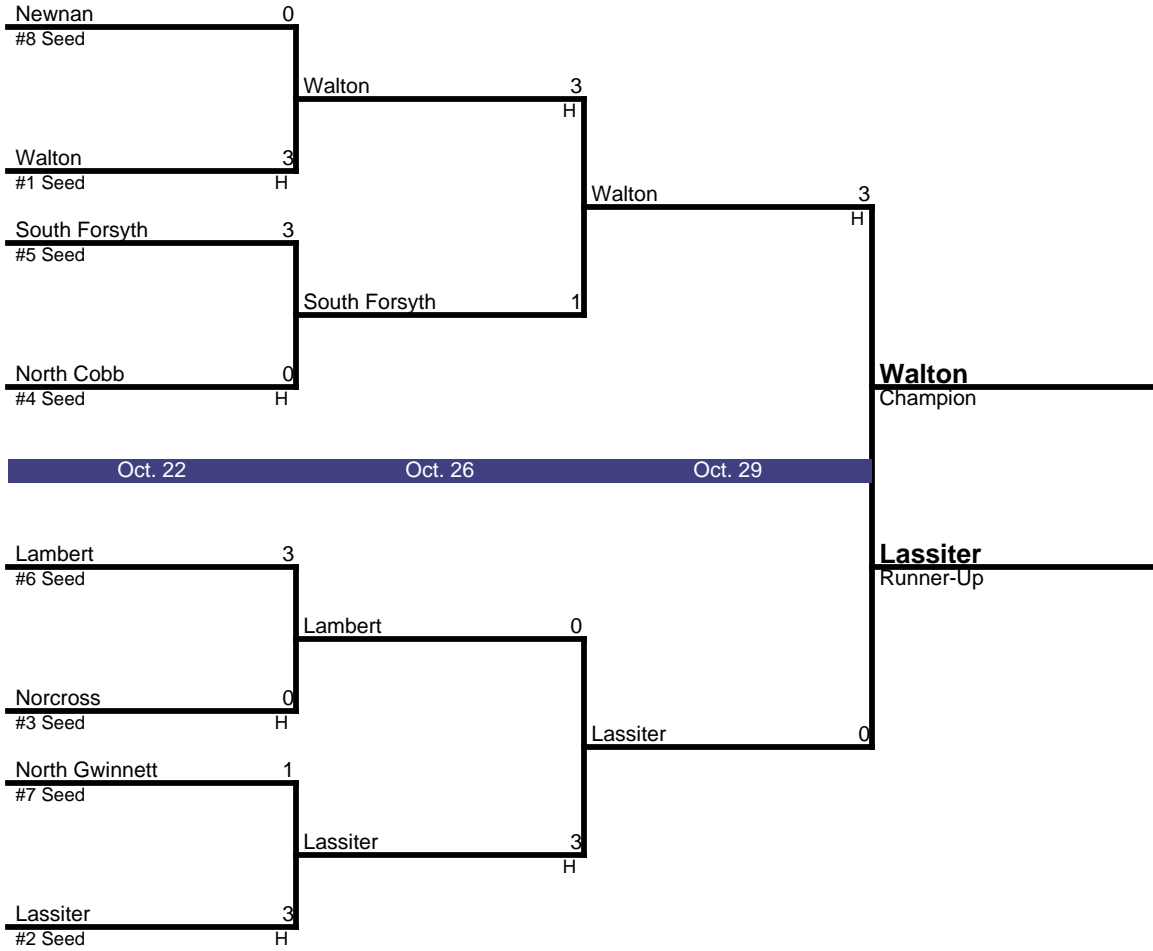 Newnan 0
#8 Seed
Walton 3
H
Walton 3
#1 Seed H
Walton 3
H
South Forsyth 3
#5 Seed
South Forsyth 1
North Cobb 0
#4 Seed H
Walton
Champion
Oct. 22 Oct. 26 Oct. 29
Lambert 3
#6 Seed
Lassiter
Runner-Up
Lambert 0
Norcross 0
#3 Seed H
Lassiter 0
North Gwinnett 1
#7 Seed
Lassiter 3
H
Lassiter 3
#2 Seed H